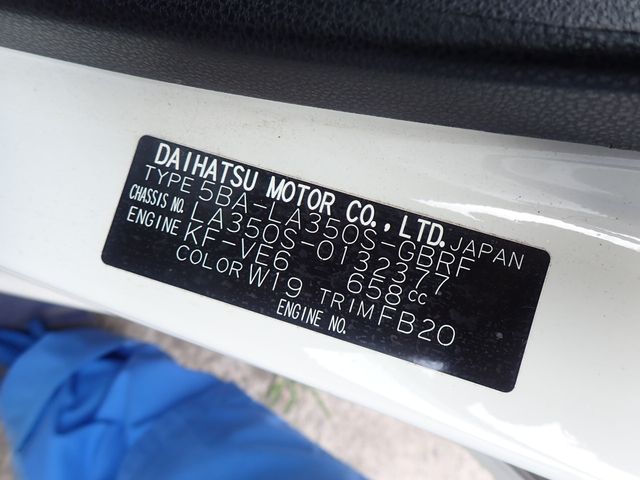 DAIHATSU MOTOR CO., LTD. JAPAN
TYPE 5BA-LA350S-GBRF
CHASSIS NO. LA350S-0132377
ENGINE KF-VE6 658cc
COLOR W19 TRIM FB20
ENGINE NO.